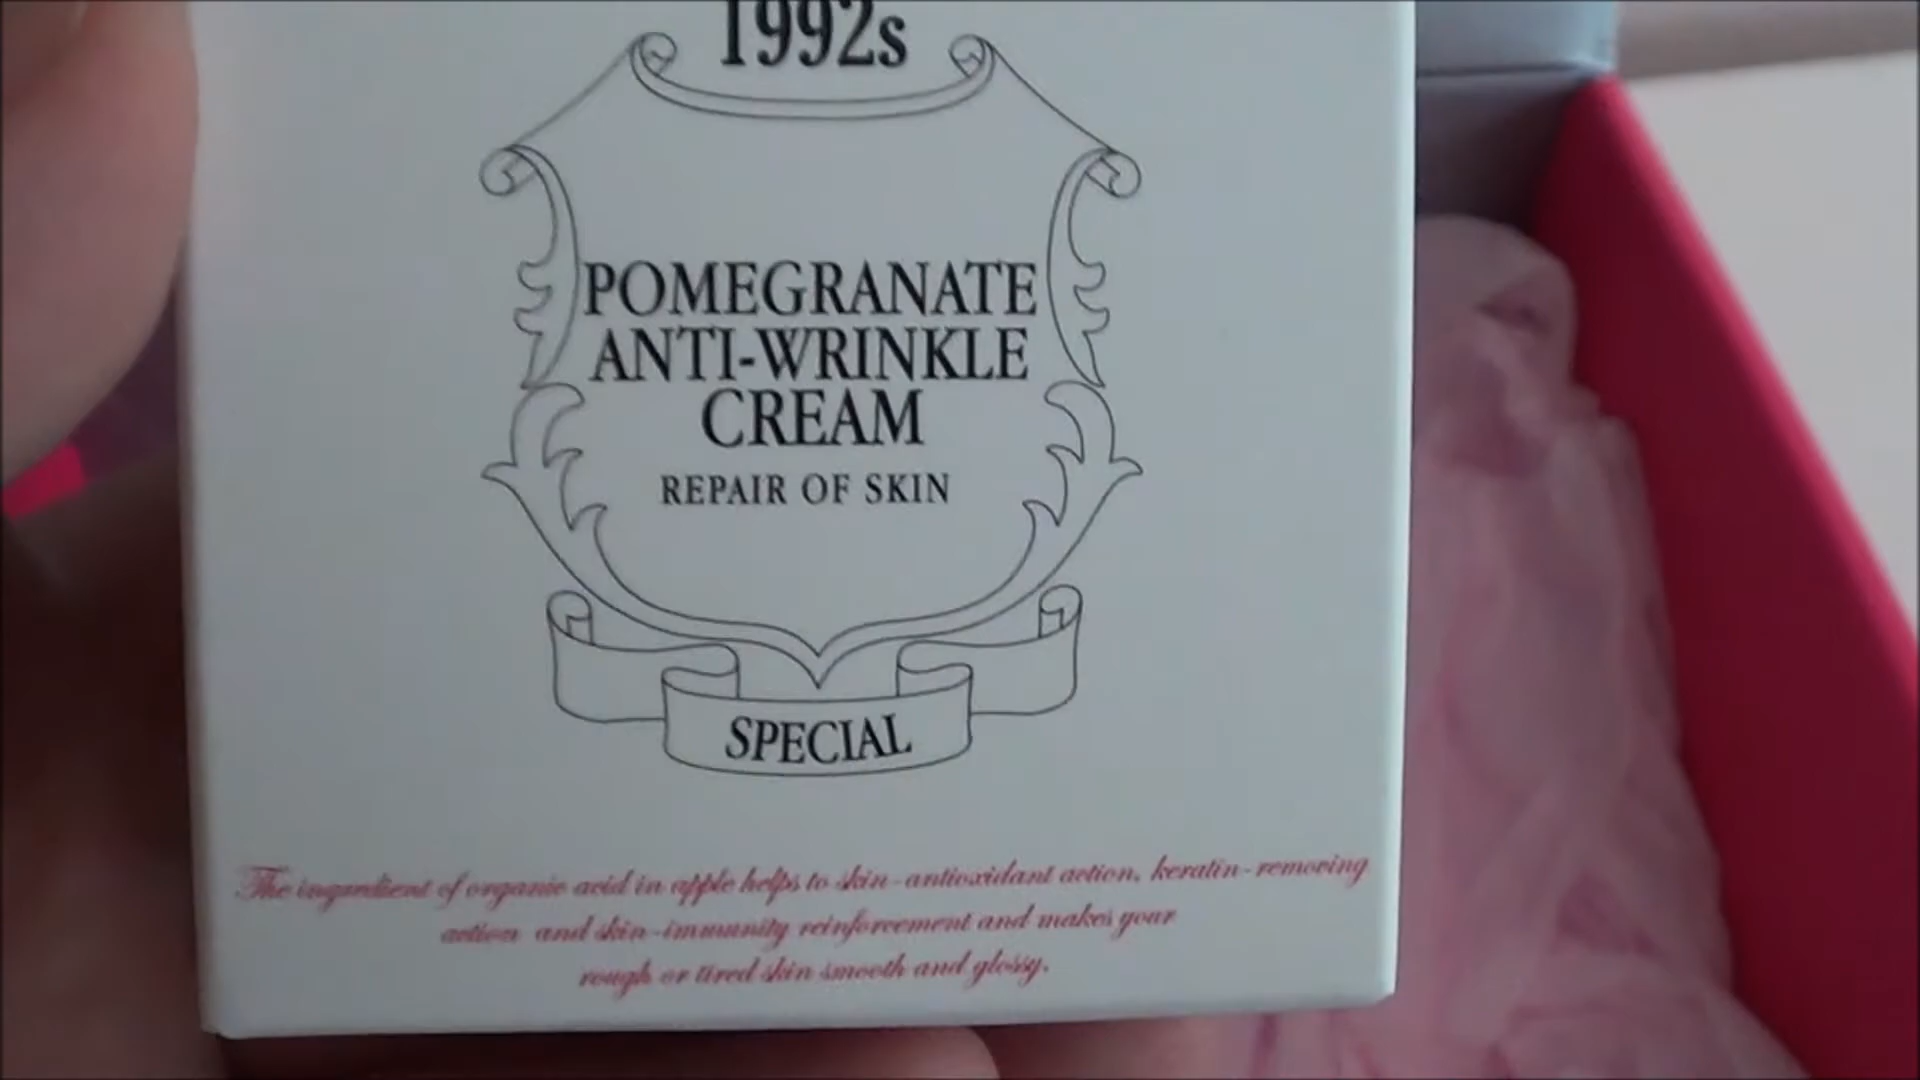 1992s
POMEGRANATE
ANTI-WRINKLE
CREAM
REPAIR OF SKIN
SPECIAL
The ingredient of organic acid in apple helps to skin-antioxidant action, keratin-removing
action and skin-immunity reinforcement and makes your
rough or tired skin smooth and glossy.